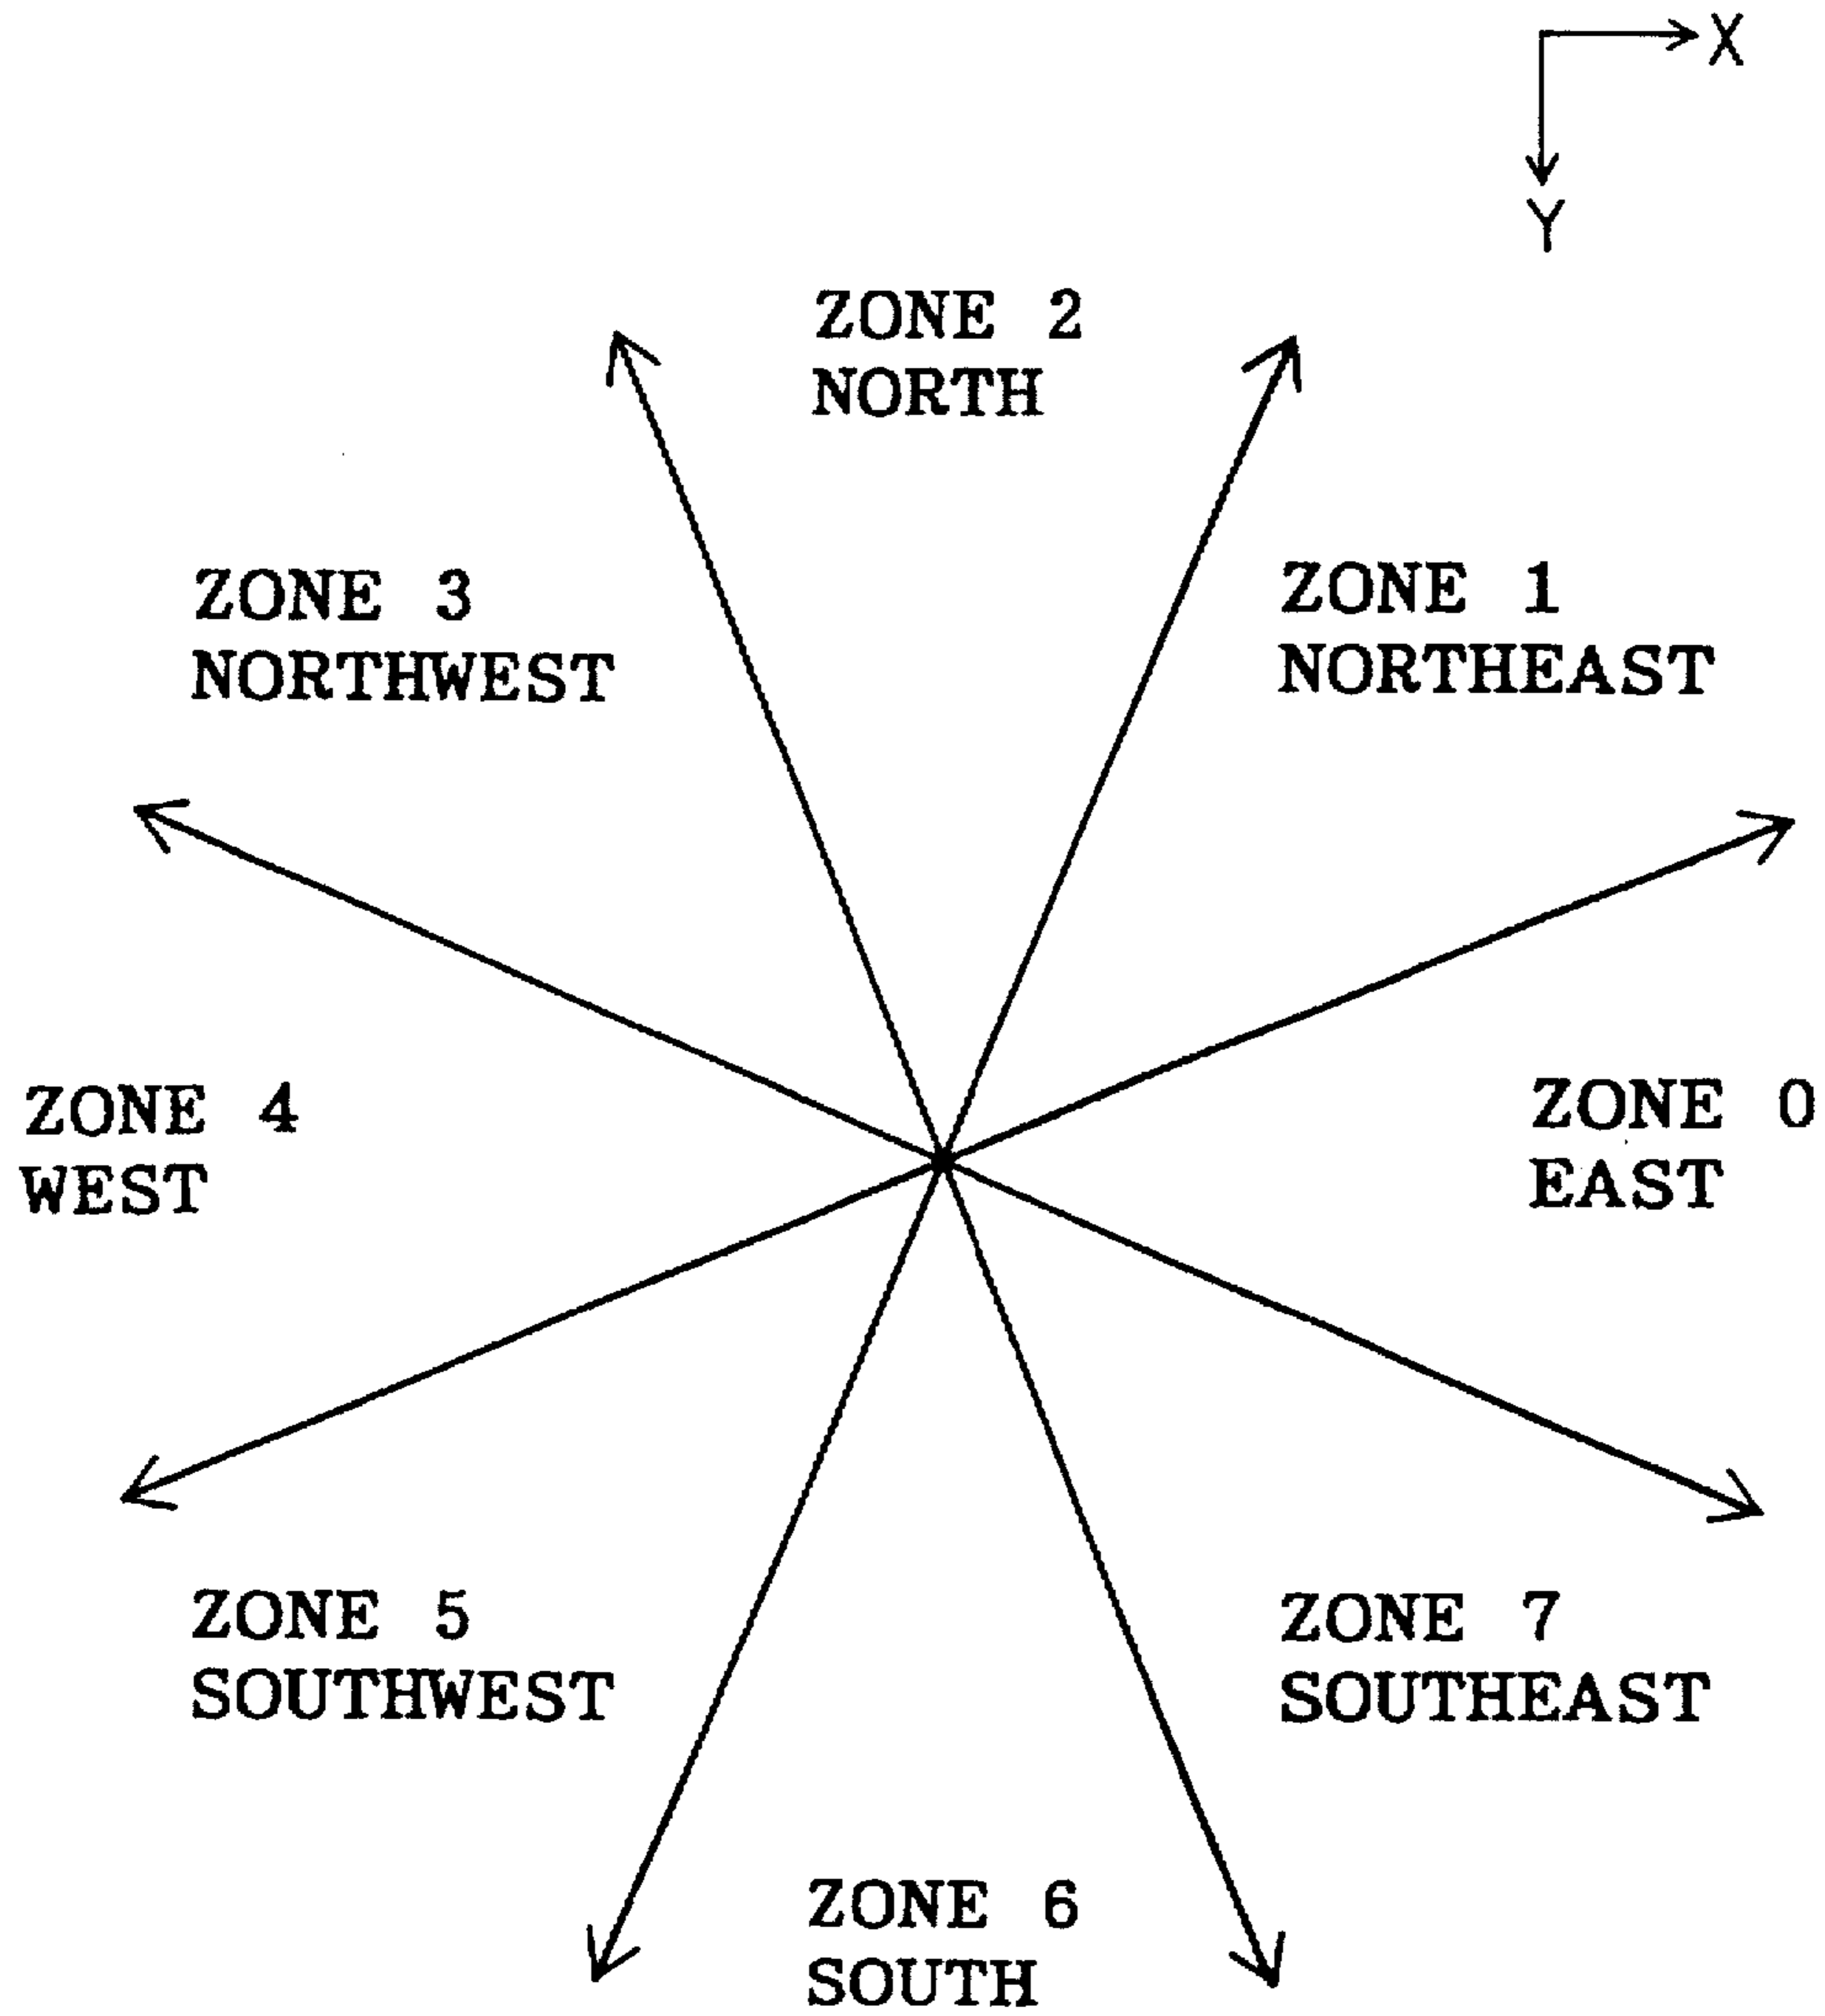 X
Y
ZONE 2
NORTH
ZONE 3
NORTHWEST
ZONE 1
NORTHEAST
ZONE 4
WEST
ZONE 0
EAST
ZONE 5
SOUTHWEST
ZONE 7
SOUTHEAST
ZONE 6
SOUTH